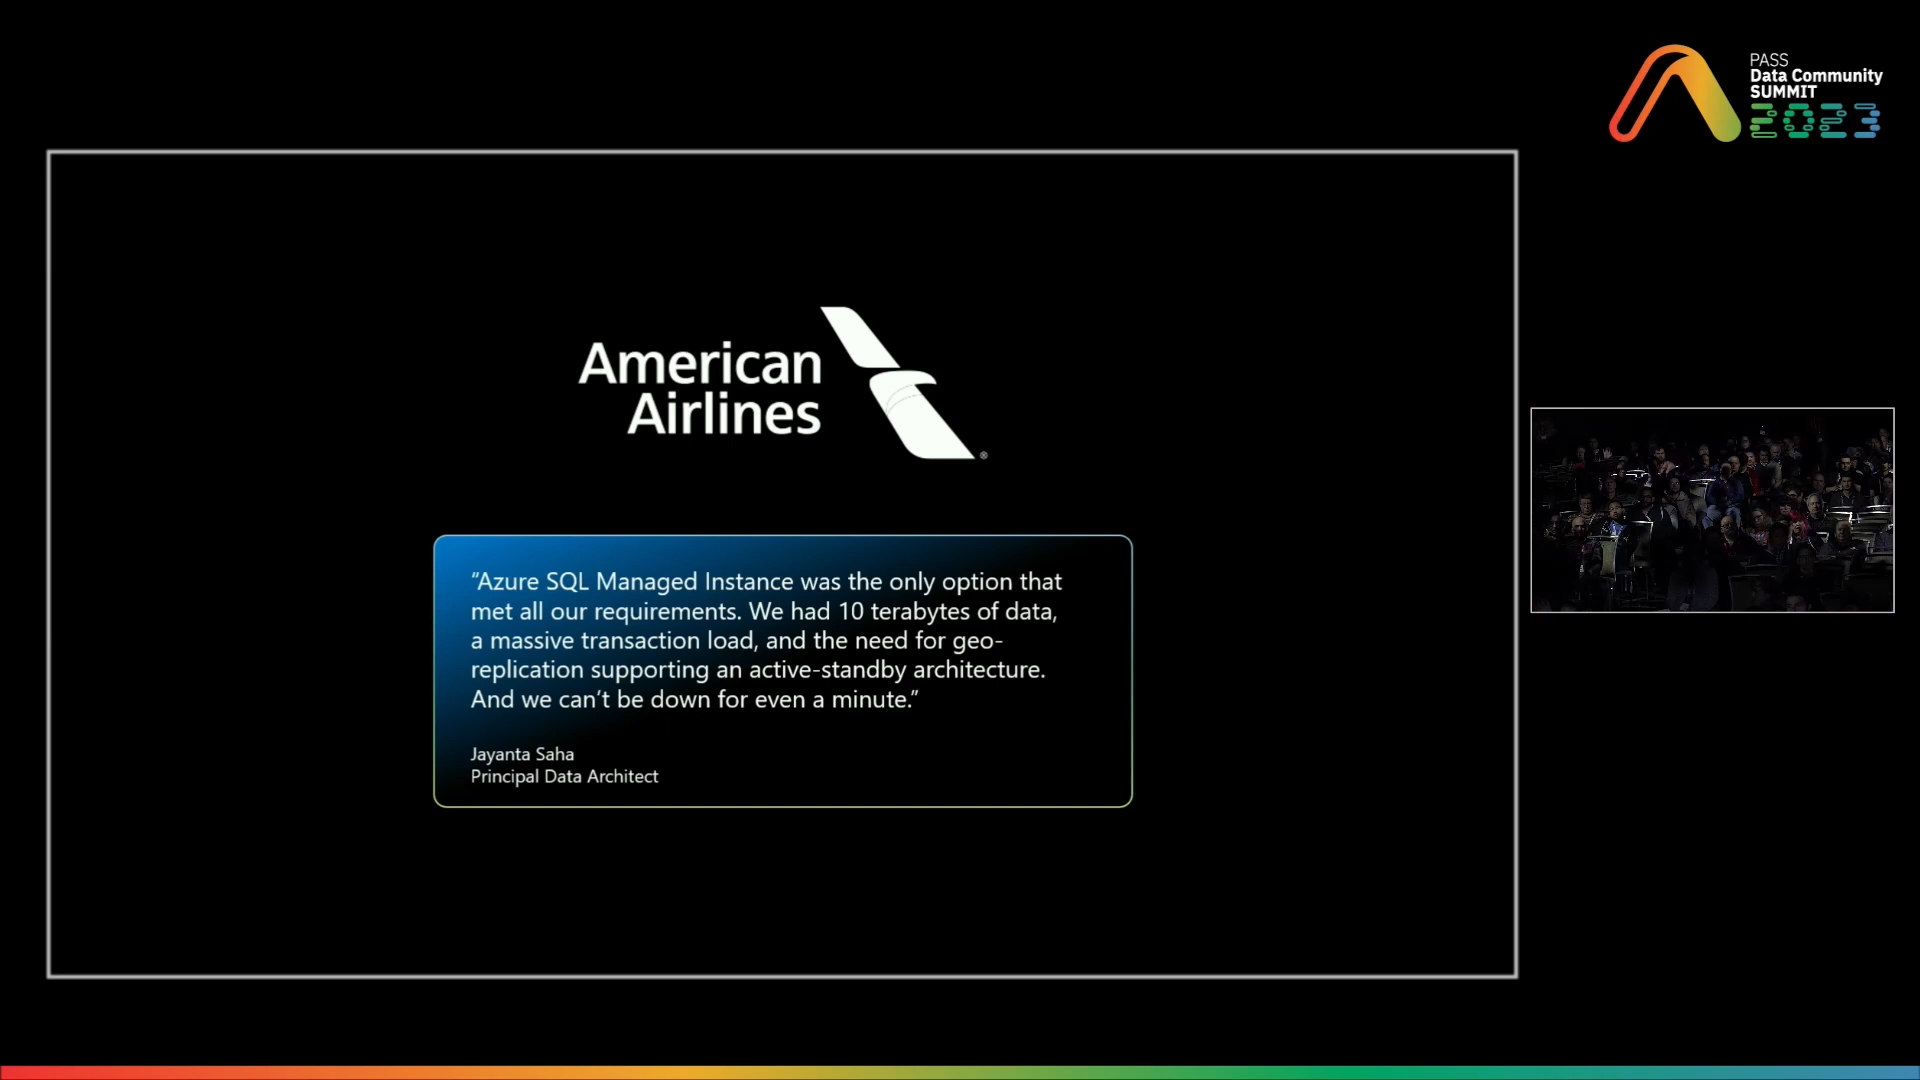 PASS
Data Community
SUMMIT
2023
American
Airlines
®
“Azure SQL Managed Instance was the only option that
met all our requirements. We had 10 terabytes of data,
a massive transaction load, and the need for geo-
replication supporting an active-standby architecture.
And we can’t be down for even a minute.”
Jayanta Saha
Principal Data Architect